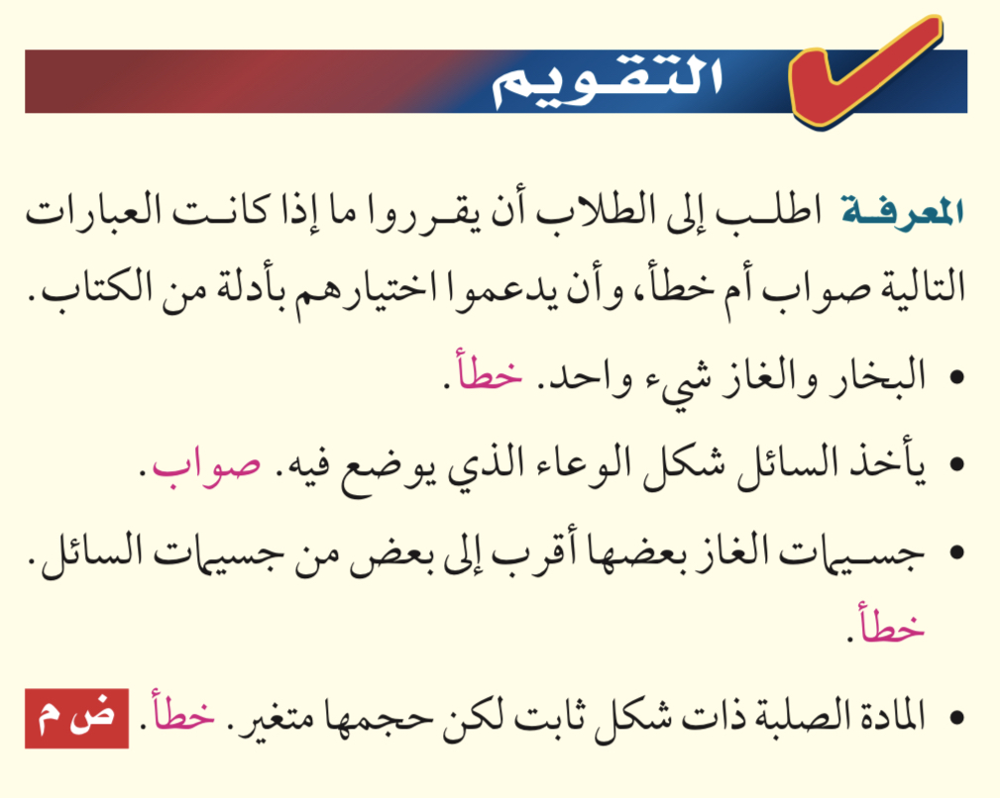 التقويم
المعرفة اطلب إلى الطلاب أن يقرروا ما إذا كانت العبارات
التالية صواب أم خطأ، وأن يدعموا اختيارهم بأدلة من الكتاب.
• البخار والغاز شيء واحد. خطأ.
• يأخذ السائل شكل الوعاء الذي يوضع فيه. صواب.
• جسيمات الغاز بعضها أقرب إلى بعض من جسيمات السائل.
خطأ.
• المادة الصلبة ذات شكل ثابت لكن حجمها متغير. خطأ. ض م